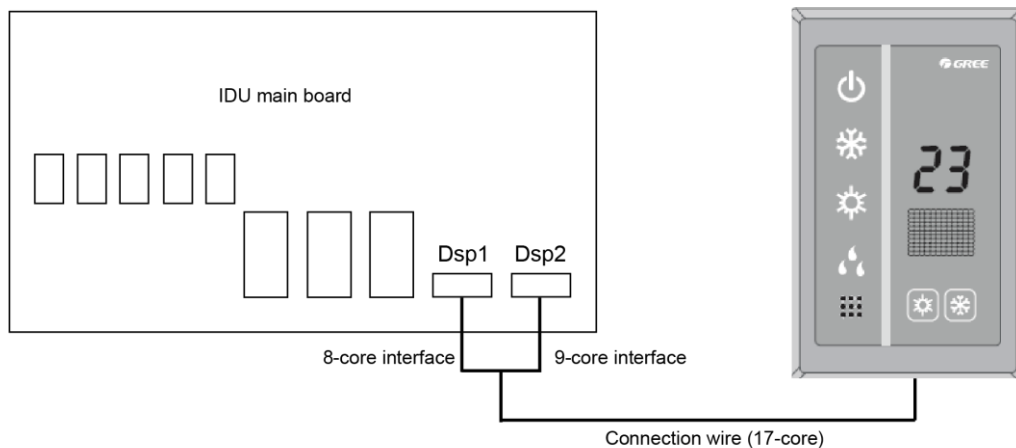 IDU main board
GREE
23
Dsp1 Dsp2
8-core interface 9-core interface
Connection wire (17-core)